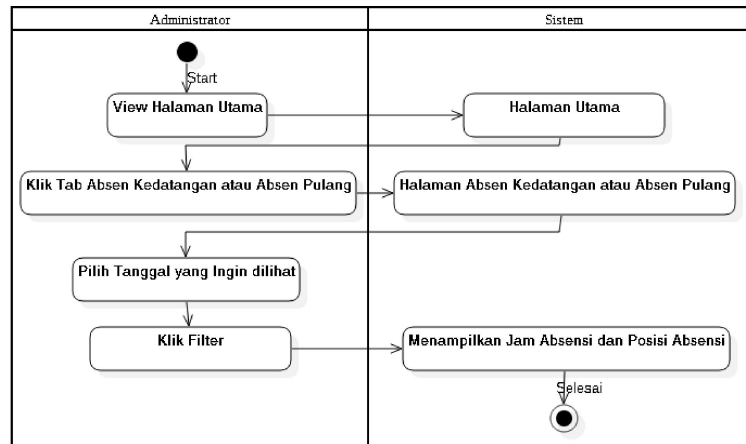 Administrator
Sistem
Start
View Halaman Utama
Halaman Utama
Klik Tab Absen Kedatangan atau Absen Pulang
Halaman Absen Kedatangan atau Absen Pulang
Pilih Tanggal yang Ingin dilihat
Klik Filter
Menampilkan Jam Absensi dan Posisi Absensi
Selesai